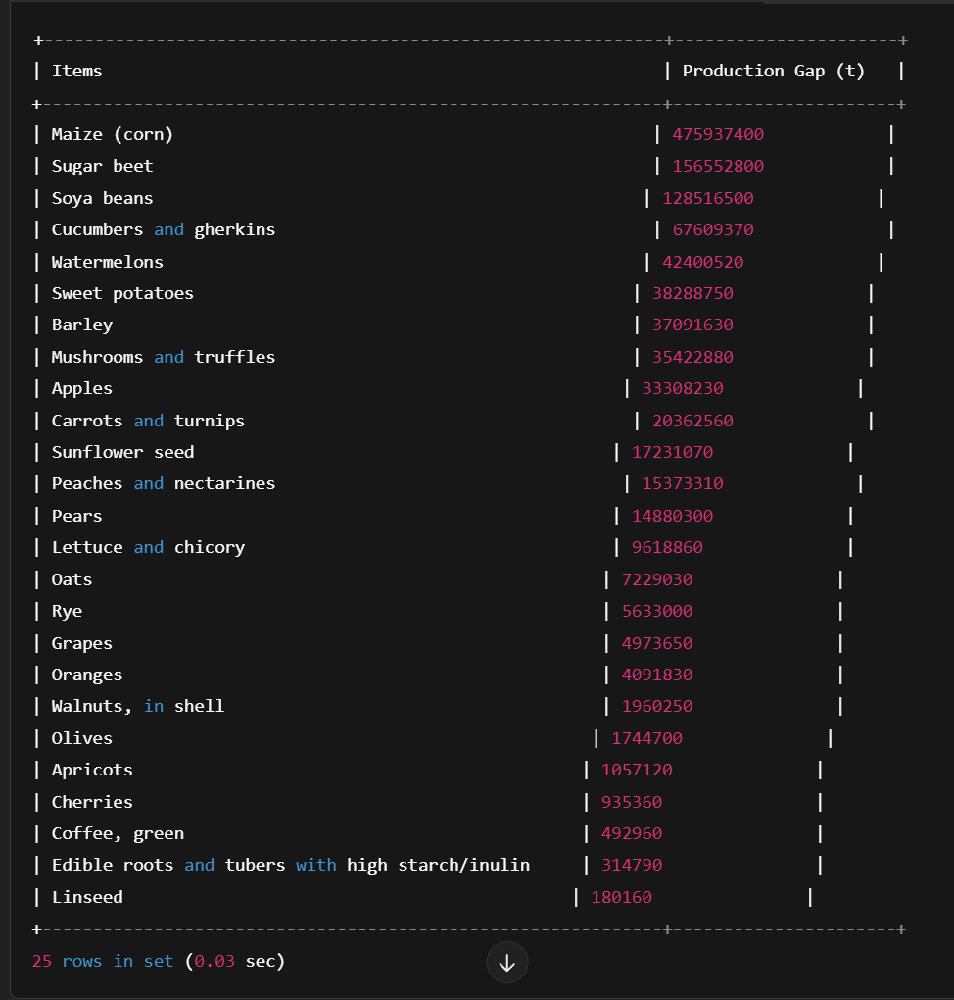 +-------------------------------------------------------------+----------------------+
| Items | Production Gap (t) |
+-------------------------------------------------------------+----------------------+
| Maize (corn) | 475937400 |
| Sugar beet | 156552800 |
| Soya beans | 128516500 |
| Cucumbers and gherkins | 67609370 |
| Watermelons | 42400520 |
| Sweet potatoes | 38288750 |
| Barley | 37091630 |
| Mushrooms and truffles | 35422880 |
| Apples | 33308230 |
| Carrots and turnips | 20362560 |
| Sunflower seed | 17231070 |
| Peaches and nectarines | 15373310 |
| Pears | 14880300 |
| Lettuce and chicory | 9618860 |
| Oats | 7229030 |
| Rye | 5633000 |
| Grapes | 4973650 |
| Oranges | 4091830 |
| Walnuts, in shell | 1960250 |
| Olives | 1744700 |
| Apricots | 1057120 |
| Cherries | 935360 |
| Coffee, green | 492960 |
| Edible roots and tubers with high starch/inulin | 314790 |
| Linseed | 180160 |
+-------------------------------------------------------------+----------------------+
25 rows in set (0.03 sec)